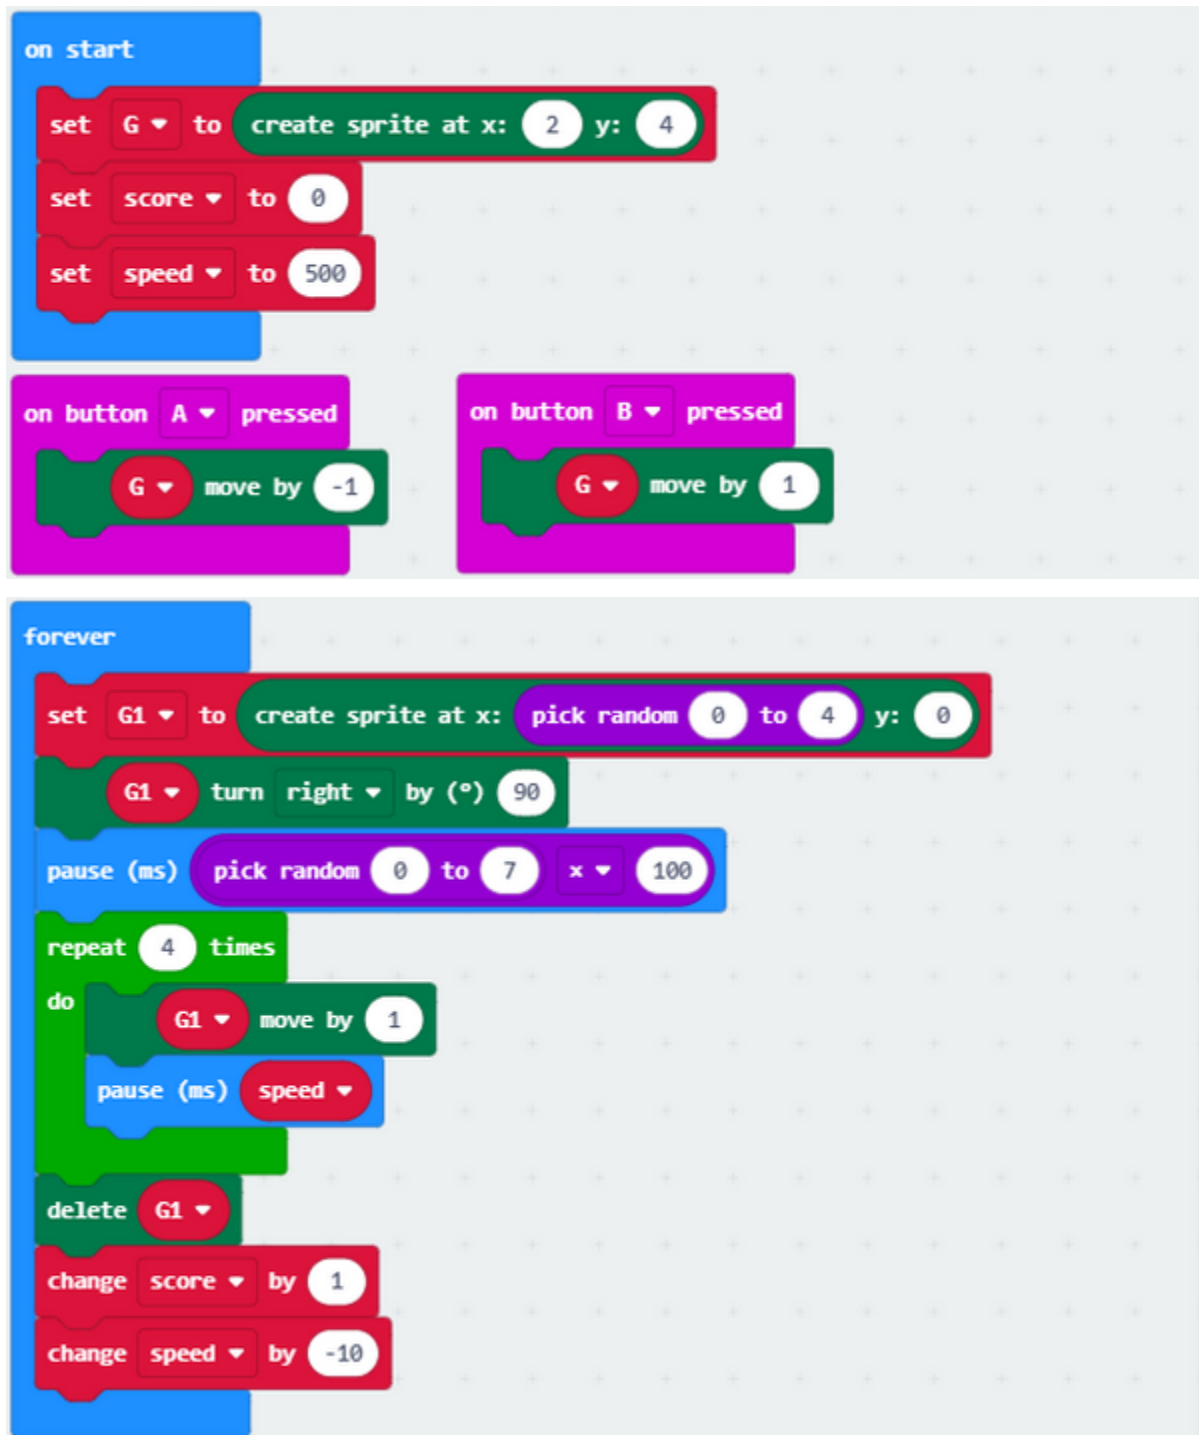 on start
set G to create sprite at x: 2 y: 4
set score to 0
set speed to 500
on button A pressed
G move by -1
on button B pressed
G move by 1
forever
set G1 to create sprite at x: pick random 0 to 4 y: 0
G1 turn right by (°) 90
pause (ms) pick random 0 to 7 x 100
repeat 4 times
do
G1 move by 1
pause (ms) speed
delete G1
change score by 1
change speed by -10